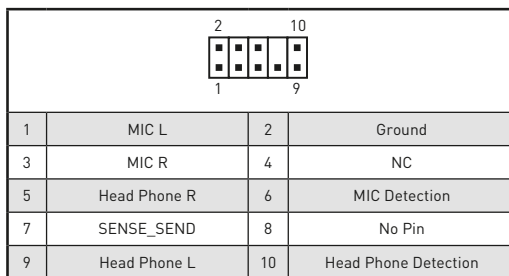 2 10
1 9
1 MIC L 2 Ground
3 MIC R 4 NC
5 Head Phone R 6 MIC Detection
7 SENSE_SEND 8 No Pin
9 Head Phone L 10 Head Phone Detection